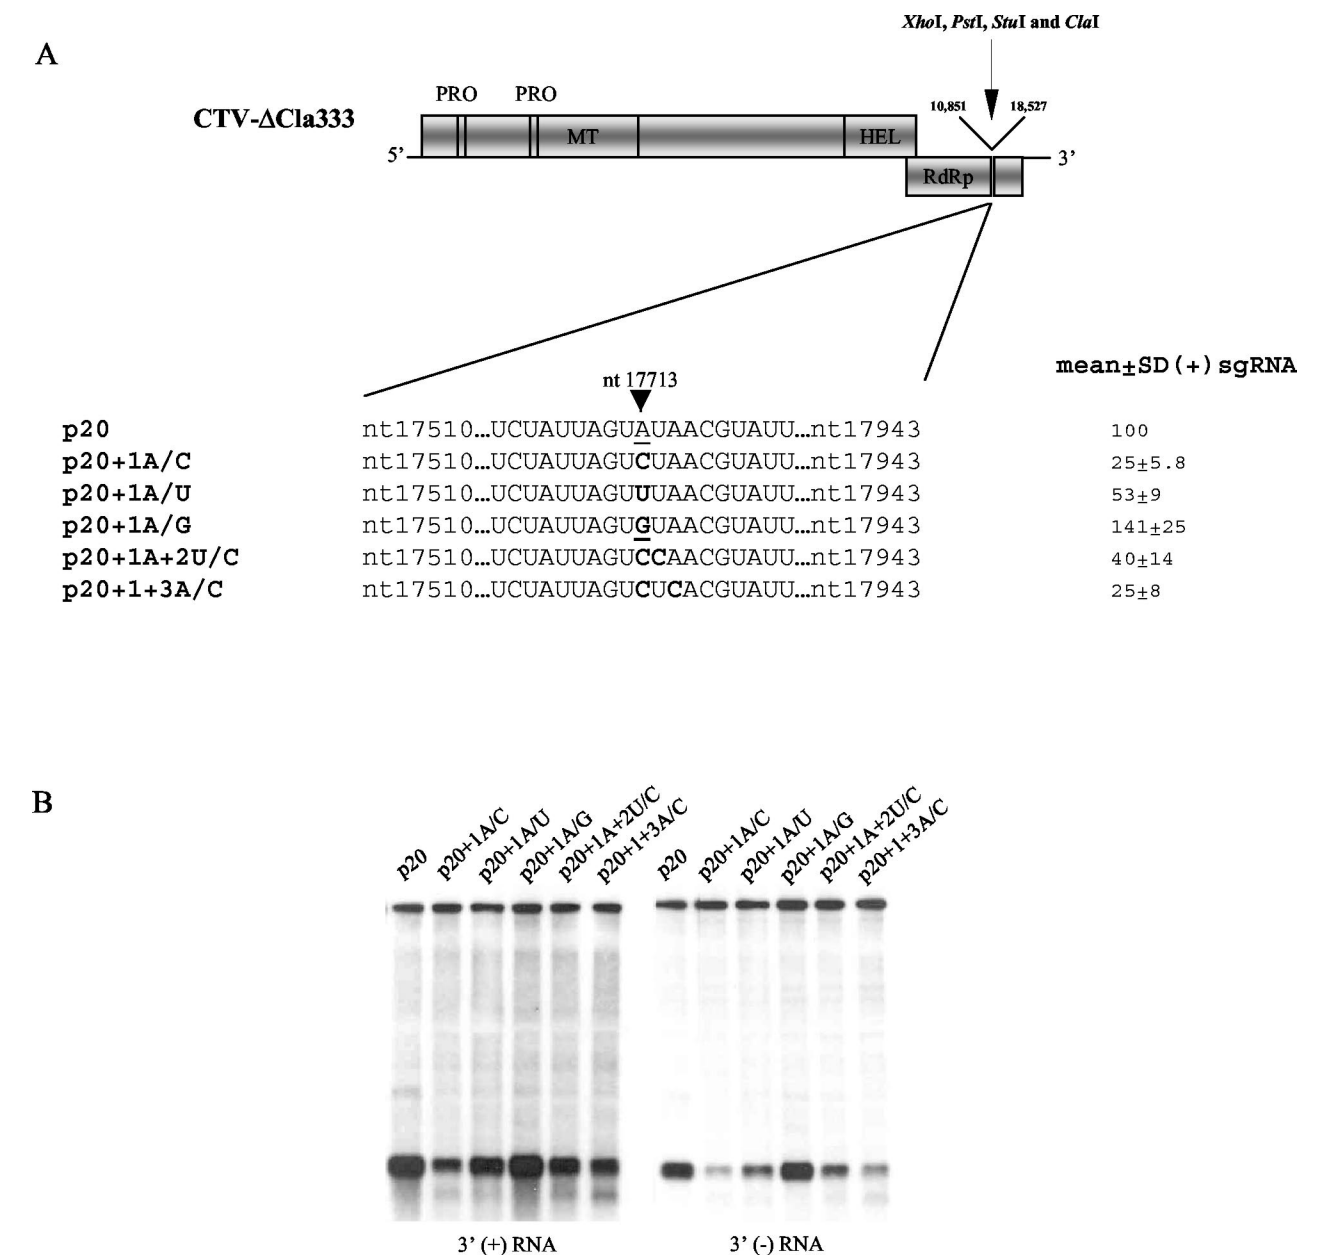 A
XhoI, PstI, StuI and ClaI
CTV-ΔCla333
PRO PRO
10,851 18,527
MT HEL
5’ 3’
RdRp
mean±SD(+)sgRNA
nt 17713
p20 nt17510…UCUAUUAGUAUAACGUAUU…nt17943 100
p20+1A/C nt17510…UCUAUUAGUCUAACGUAUU…nt17943 25±5.8
p20+1A/U nt17510…UCUAUUAGUUUAACGUAUU…nt17943 53±9
p20+1A/G nt17510…UCUAUUAGUGUAACGUAUU…nt17943 141±25
p20+1A+2U/C nt17510…UCUAUUAGUCCAACGUAUU…nt17943 40±14
p20+1+3A/C nt17510…UCUAUUAGUCUCACGUAUU…nt17943 25±8
B
p20 p20+1A/C p20+1A/U p20+1A/G p20+1A+2U/C p20+1+3A/C p20 p20+1A/C p20+1A/U p20+1A/G p20+1A+2U/C p20+1+3A/C
3’ (+) RNA 3’ (-) RNA